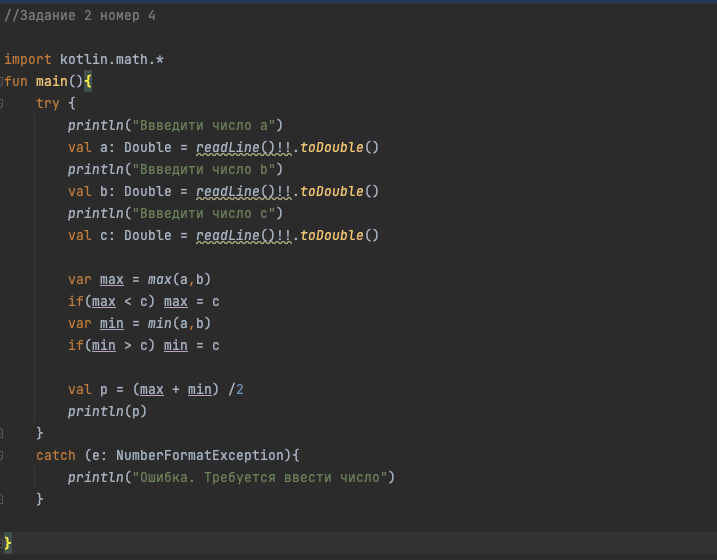 //Задание 2 номер 4
import kotlin.math.*
fun main(){
try {
println("Ввведити число a")
val a: Double = readLine()!!.toDouble()
println("Ввведити число b")
val b: Double = readLine()!!.toDouble()
println("Ввведити число c")
val c: Double = readLine()!!.toDouble()
var max = max(a,b)
if(max < c) max = c
var min = min(a,b)
if(min > c) min = c
val p = (max + min) /2
println(p)
}
catch (e: NumberFormatException){
println("Ошибка. Требуется ввести число")
}
}